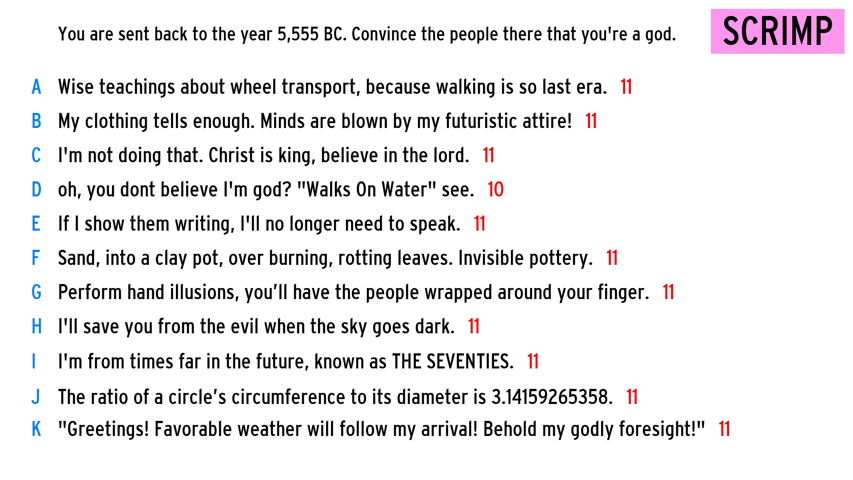 You are sent back to the year 5,555 BC. Convince the people there that you're a god.
SCRIMP
A Wise teachings about wheel transport, because walking is so last era. 11
B My clothing tells enough. Minds are blown by my futuristic attire! 11
C I'm not doing that. Christ is king, believe in the lord. 11
D oh, you dont believe I'm god? "Walks On Water" see. 10
E If I show them writing, I'll no longer need to speak. 11
F Sand, into a clay pot, over burning, rotting leaves. Invisible pottery. 11
G Perform hand illusions, you’ll have the people wrapped around your finger. 11
H I'll save you from the evil when the sky goes dark. 11
I I'm from times far in the future, known as THE SEVENTIES. 11
J The ratio of a circle’s circumference to its diameter is 3.14159265358. 11
K "Greetings! Favorable weather will follow my arrival! Behold my godly foresight!" 11